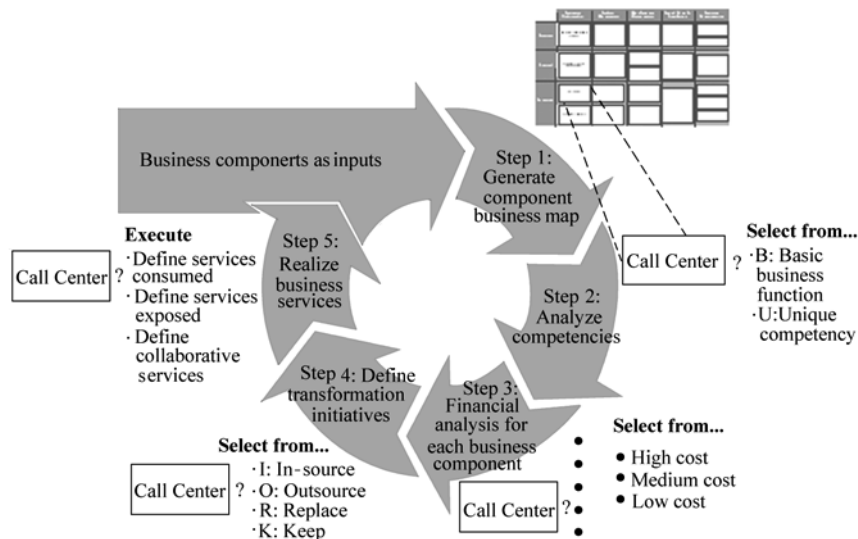 Business componerts as inputs
Step 1:
Generate
component
business map
Step 2:
Analyze
competencies
Step 3:
Financial
analysis for
each business
component
Step 4: Define
transformation
initiatives
Step 5:
Realize
business
services
Call Center ?
Select from...
· B: Basic
business
function
· U:Unique
competency
Call Center ?
Select from...
• High cost
• Medium cost
• Low cost
Call Center ?
Select from...
· I: In-source
· O: Outsource
· R: Replace
· K: Keep
Call Center ?
Execute
· Define services
consumed
· Define services
exposed
· Define
collaborative
services